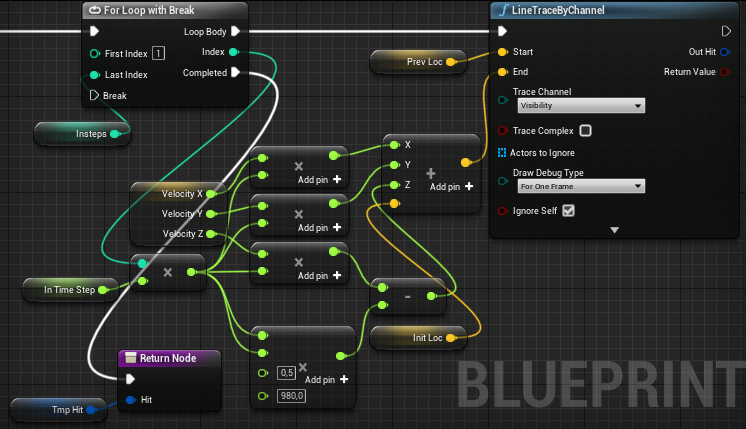 For Loop with Break
Loop Body
First Index 1
Index
Last Index
Completed
Break
Insteps
Velocity X
Velocity Y
Velocity Z
In Time Step
×
×
Add pin +
×
Add pin +
×
Add pin +
0,5
×
Add pin +
980,0
-
X
Y
Z
+
Add pin +
Prev Loc
Init Loc
Return Node
Hit
Tmp Hit
f LineTraceByChannel
Start
Out Hit
End
Return Value
Trace Channel
Visibility
Trace Complex
Actors to Ignore
Draw Debug Type
For One Frame
Ignore Self
BLUEPRINT